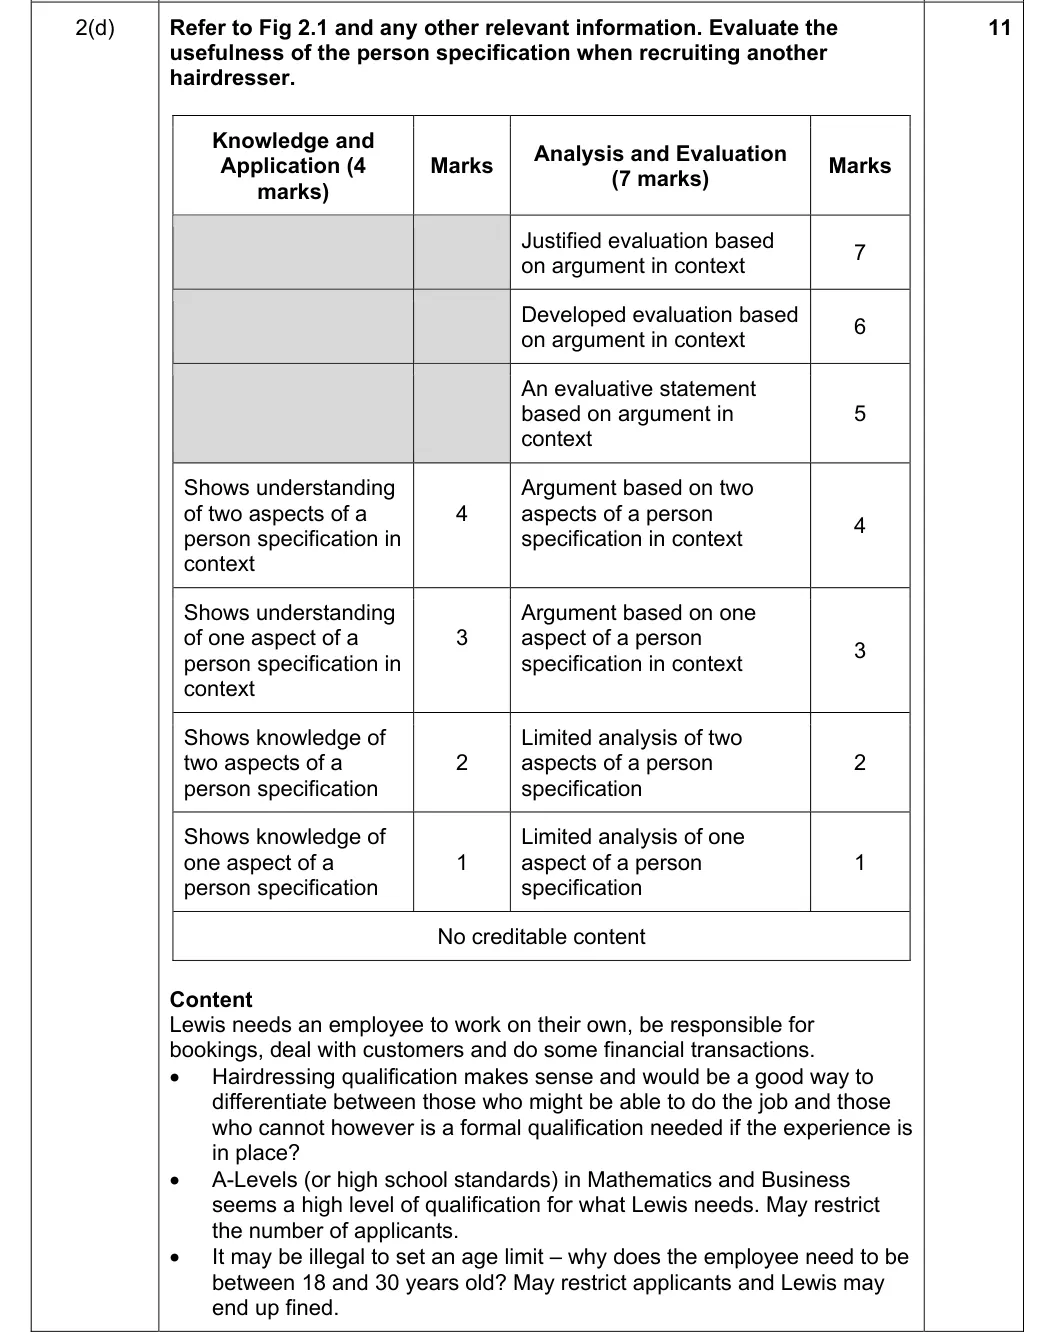 2(d)
Refer to Fig 2.1 and any other relevant information. Evaluate the
usefulness of the person specification when recruiting another
hairdresser.
11
Knowledge and
Application (4
marks)
Marks
Analysis and Evaluation
(7 marks)
Marks
Justified evaluation based
on argument in context
7
Developed evaluation based
on argument in context
6
An evaluative statement
based on argument in
context
5
Shows understanding
of two aspects of a
person specification in
context
4
Argument based on two
aspects of a person
specification in context
4
Shows understanding
of one aspect of a
person specification in
context
3
Argument based on one
aspect of a person
specification in context
3
Shows knowledge of
two aspects of a
person specification
2
Limited analysis of two
aspects of a person
specification
2
Shows knowledge of
one aspect of a
person specification
1
Limited analysis of one
aspect of a person
specification
1
No creditable content
Content
Lewis needs an employee to work on their own, be responsible for
bookings, deal with customers and do some financial transactions.
• Hairdressing qualification makes sense and would be a good way to
differentiate between those who might be able to do the job and those
who cannot however is a formal qualification needed if the experience is
in place?
• A-Levels (or high school standards) in Mathematics and Business
seems a high level of qualification for what Lewis needs. May restrict
the number of applicants.
• It may be illegal to set an age limit – why does the employee need to be
between 18 and 30 years old? May restrict applicants and Lewis may
end up fined.